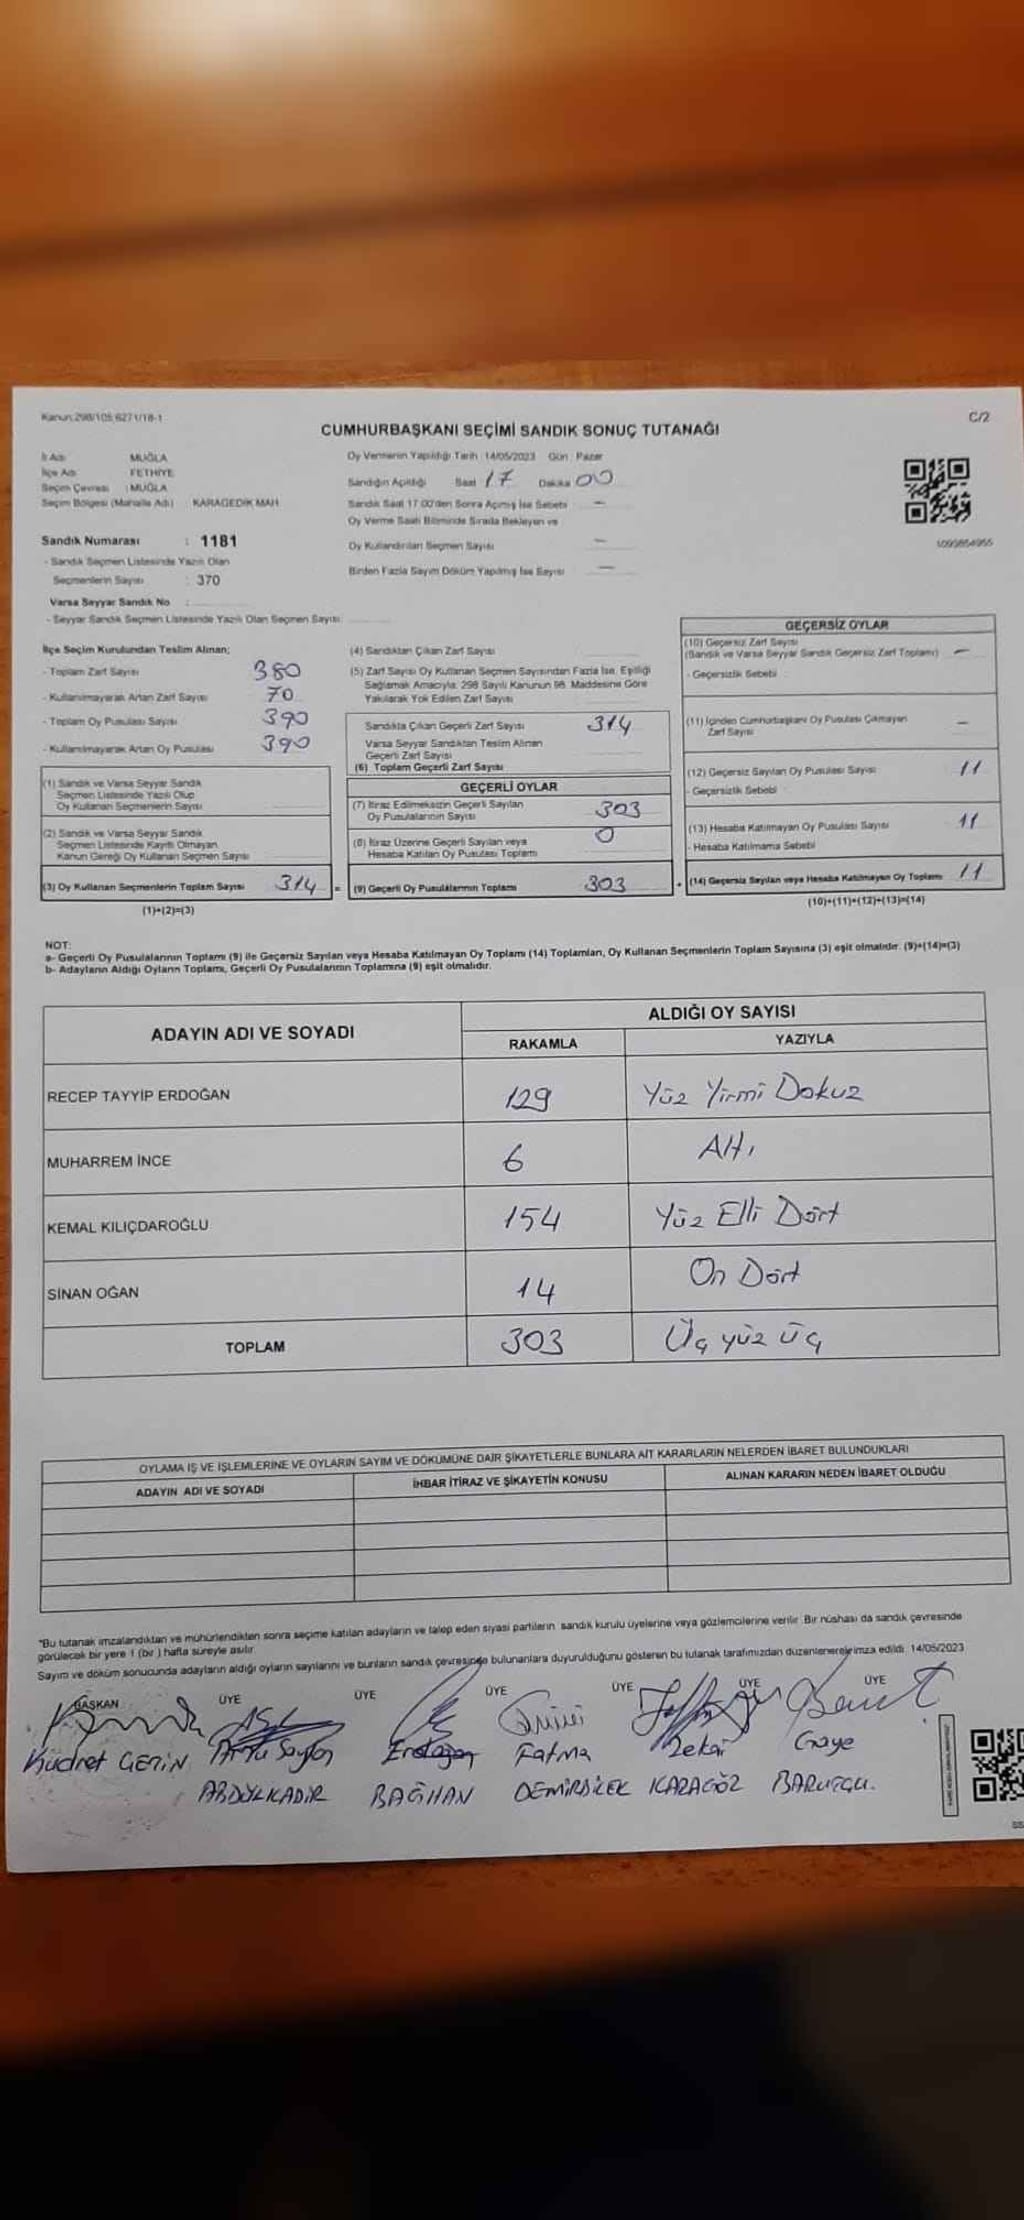 Kanun:298/105;6271/18-1
C/2
CUMHURBAŞKANI SEÇİMİ SANDIK SONUÇ TUTANAĞI
İl Adı : MUĞLA
İlçe Adı : FETHİYE
Seçim Çevresi : MUĞLA
Seçim Bölgesi (Mahalle Adı) : KARAGEDİK MAH
Sandık Numarası : 1181
- Sandık Seçmen Listesinde Yazılı Olan
Seçmenlerin Sayısı : 370
Varsa Seyyar Sandık No :
- Seyyar Sandık Seçmen Listesinde Yazılı Olan Seçmen Sayısı:
Oy Vermenin Yapıldığı Tarih : 14/05/2023 Gün : Pazar
Sandığın Açıldığı Saat 17 Dakika 00
Sandık Saat 17.00'den Sonra Açılmış İse Sebebi —
Oy Verme Saati Bitiminde Sırada Bekleyen ve
Oy Kullandırılan Seçmen Sayısı —
Birden Fazla Sayım Döküm Yapılmış İse Sayısı —
1099854955
İlçe Seçim Kurulundan Teslim Alınan;
- Toplam Zarf Sayısı 380
- Kullanılmayarak Artan Zarf Sayısı 70
- Toplam Oy Pusulası Sayısı 390
- Kullanılmayarak Artan Oy Pusulası 390
(1) Sandık ve Varsa Seyyar Sandık
Seçmen Listesinde Yazılı Olup
Oy Kullanan Seçmenlerin Sayısı
(2) Sandık ve Varsa Seyyar Sandık
Seçmen Listesinde Kayıtlı Olmayan
Kanun Gereği Oy Kullanan Seçmen Sayısı
(3) Oy Kullanan Seçmenlerin Toplam Sayısı 314 =
(1)+(2)=(3)
(4) Sandıktan Çıkan Zarf Sayısı
(5) Zarf Sayısı Oy Kullanan Seçmen Sayısından Fazla İse, Eşitliği
Sağlamak Amacıyla, 298 Sayılı Kanunun 98. Maddesine Göre
Yakılarak Yok Edilen Zarf Sayısı
Sandıkta Çıkan Geçerli Zarf Sayısı 314
Varsa Seyyar Sandıktan Teslim Alınan
Geçerli Zarf Sayısı
(6) Toplam Geçerli Zarf Sayısı
GEÇERLİ OYLAR
(7) İtiraz Edilmeksizin Geçerli Sayılan
Oy Pusulalarının Sayısı 303
(8) İtiraz Üzerine Geçerli Sayılan veya
Hesaba Katılan Oy Pusulası Toplamı 0
(9) Geçerli Oy Pusulalarının Toplamı 303 +
GEÇERSİZ OYLAR
(10) Geçersiz Zarf Sayısı
(Sandık ve Varsa Seyyar Sandık Geçersiz Zarf Toplamı) —
- Geçersizlik Sebebi :
(11) İçinden Cumhurbaşkanı Oy Pusulası Çıkmayan
Zarf Sayısı —
(12) Geçersiz Sayılan Oy Pusulası Sayısı 11
- Geçersizlik Sebebi
(13) Hesaba Katılmayan Oy Pusulası Sayısı 11
- Hesaba Katılmama Sebebi
(14) Geçersiz Sayılan veya Hesaba Katılmayan Oy Toplamı 11
(10)+(11)+(12)+(13)=(14)
NOT:
a- Geçerli Oy Pusulalarının Toplamı (9) ile Geçersiz Sayılan veya Hesaba Katılmayan Oy Toplamı (14) Toplamları, Oy Kullanan Seçmenlerin Toplam Sayısına (3) eşit olmalıdır. (9)+(14)=(3)
b- Adayların Aldığı Oyların Toplamı, Geçerli Oy Pusulalarının Toplamına (9) eşit olmalıdır.
ADAYIN ADI VE SOYADI
ALDIĞI OY SAYISI
RAKAMLA YAZIYLA
RECEP TAYYİP ERDOĞAN 129 Yüz Yirmi Dokuz
MUHARREM İNCE 6 Altı
KEMAL KILIÇDAROĞLU 154 Yüz Elli Dört
SİNAN OĞAN 14 On Dört
TOPLAM 303 Üç yüz üç
OYLAMA İŞ VE İŞLEMLERİNE VE OYLARIN SAYIM VE DÖKÜMÜNE DAİR ŞİKAYETLERLE BUNLARA AİT KARARLARIN NELERDEN İBARET BULUNDUKLARI
ADAYIN ADI VE SOYADI İHBAR İTİRAZ VE ŞİKAYETİN KONUSU ALINAN KARARIN NEDEN İBARET OLDUĞU
*Bu tutanak imzalandıktan ve mühürlendikten sonra seçime katılan adayların ve talep eden siyasi partilerin sandık kurulu üyelerine veya gözlemcilerine verilir. Bir nüshası da sandık çevresinde
görülecek bir yere 1 (bir) hafta süreyle asılır.
Sayım ve döküm sonucunda adayların aldığı oyların sayılarını ve bunların sandık çevresinde bulunanlara duyurulduğunu gösteren bu tutanak tarafımızdan düzenlenerek imza edildi. 14/05/2023
BAŞKAN ÜYE ÜYE ÜYE ÜYE ÜYE ÜYE
Kudret ÇETİN Erdoğan Fatma Zekai Gaye
ABDÜLKADİR BAĞHAN DEMİRBİLEK KARAGÖZ BARUTÇU.